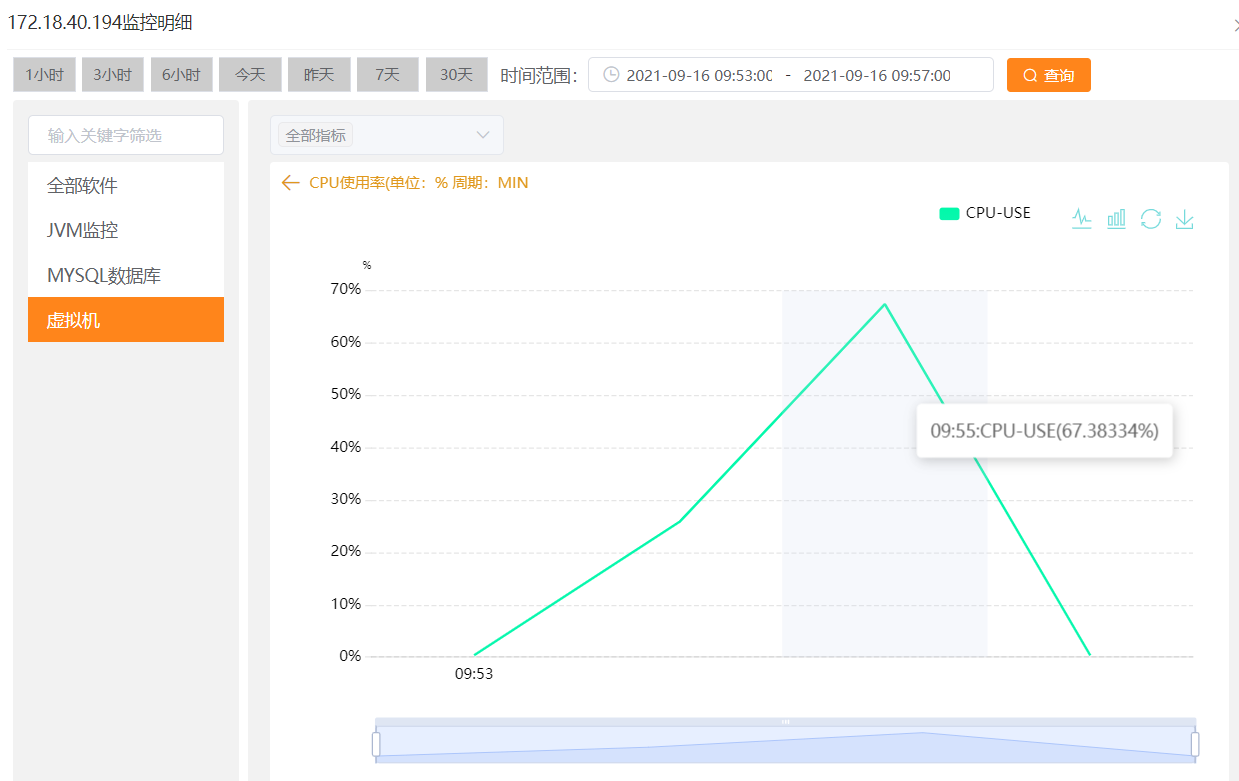 172.18.40.194监控明细
1小时 3小时 6小时 今天 昨天 7天 30天 时间范围： 2021-09-16 09:53:00 - 2021-09-16 09:57:00 查询
输入关键字筛选
全部指标
全部软件
JVM监控
MYSQL数据库
虚拟机
CPU使用率(单位：% 周期：MIN
CPU-USE
%
70%
60%
50%
40%
09:55:CPU-USE(67.38334%)
30%
20%
10%
0%
09:53